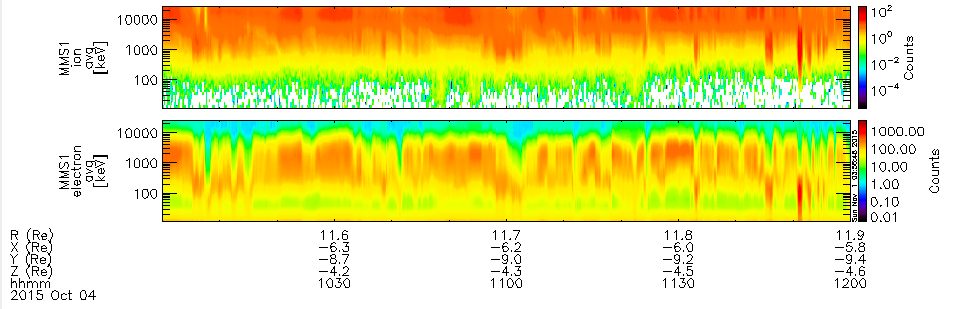 10000
1000
100
MMS1
ion
avg
[keV]
10²
10⁰
10⁻²
10⁻⁴
Counts
10000
1000
100
MMS1
electron
avg
[keV]
1000.00
100.00
10.00
1.00
0.10
0.01
Counts
R (Re) 11.6 11.7 11.8 11.9
X (Re) −6.3 −6.2 −6.0 −5.8
Y (Re) −8.7 −9.0 −9.2 −9.4
Z (Re) −4.2 −4.3 −4.5 −4.6
hhmm 1030 1100 1130 1200
2015 Oct 04